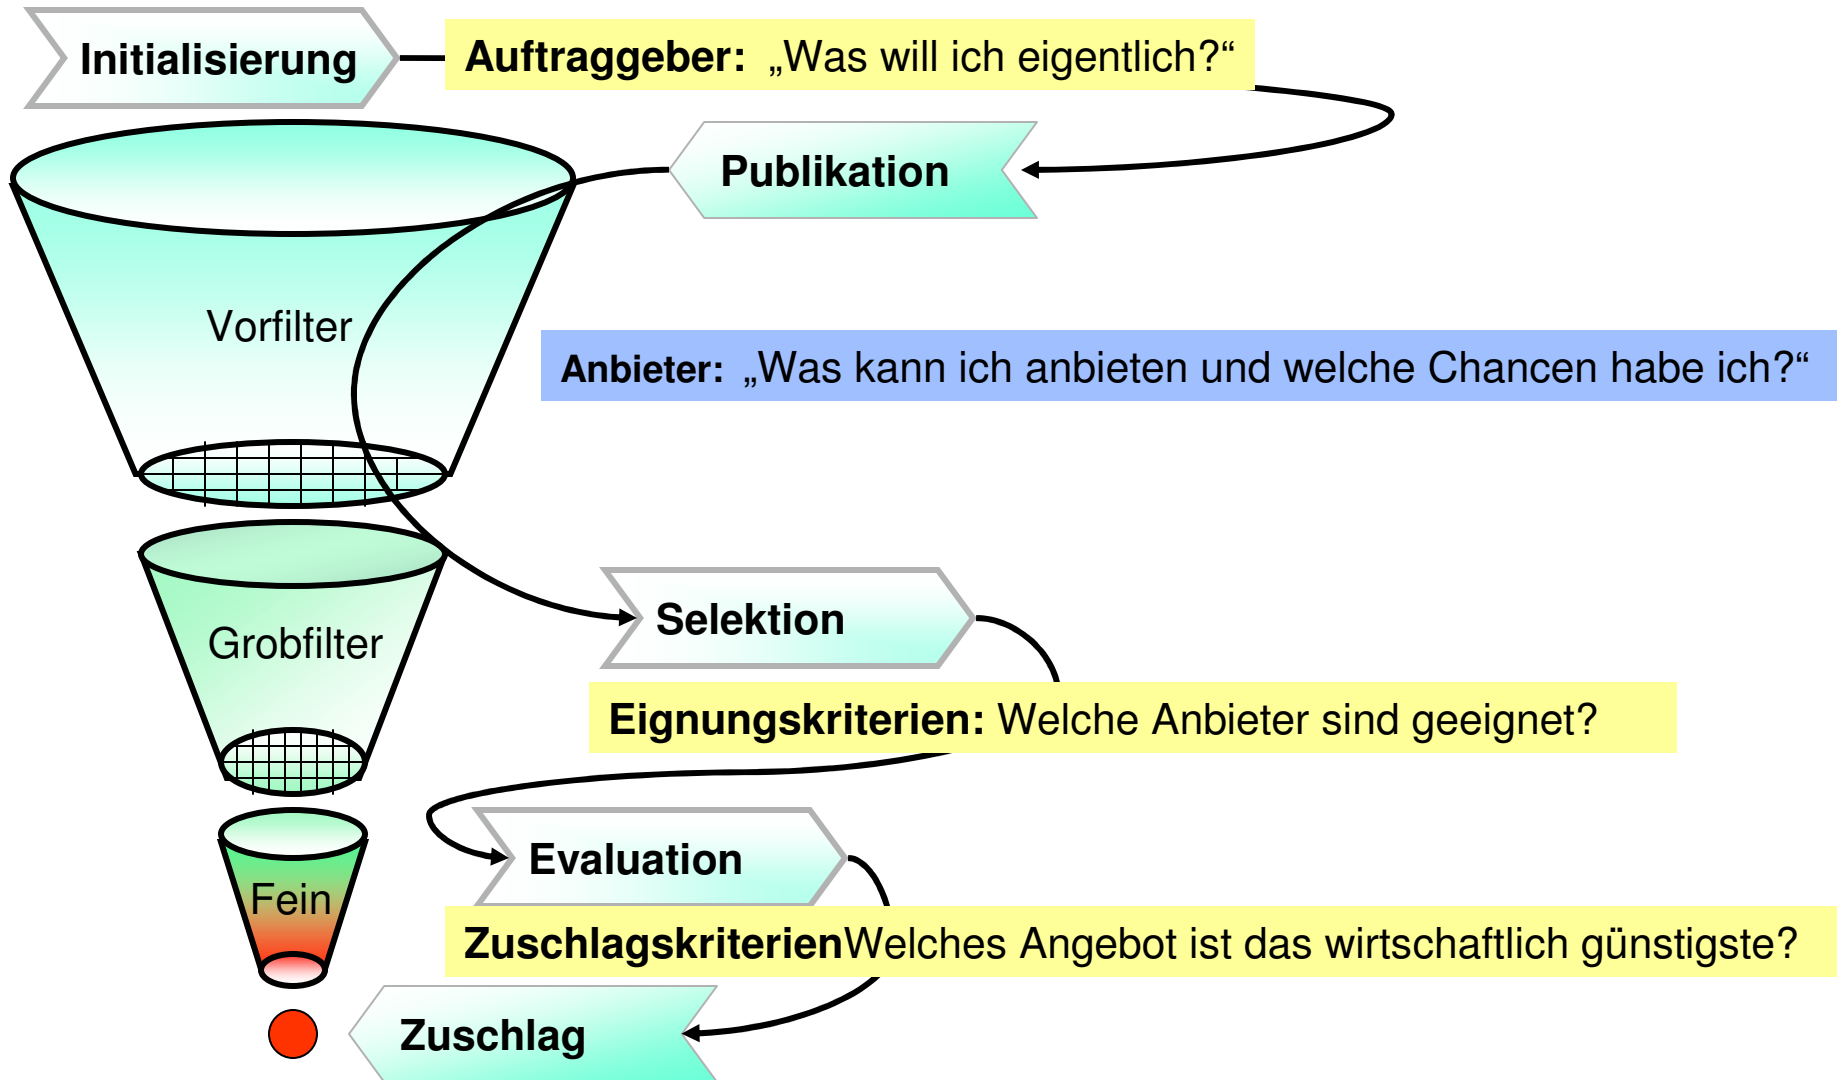 Initialisierung
Auftraggeber: „Was will ich eigentlich?“
Publikation
Vorfilter
Anbieter: „Was kann ich anbieten und welche Chancen habe ich?“
Selektion
Grobfilter
Eignungskriterien: Welche Anbieter sind geeignet?
Evaluation
Fein
ZuschlagskriterienWelches Angebot ist das wirtschaftlich günstigste?
Zuschlag